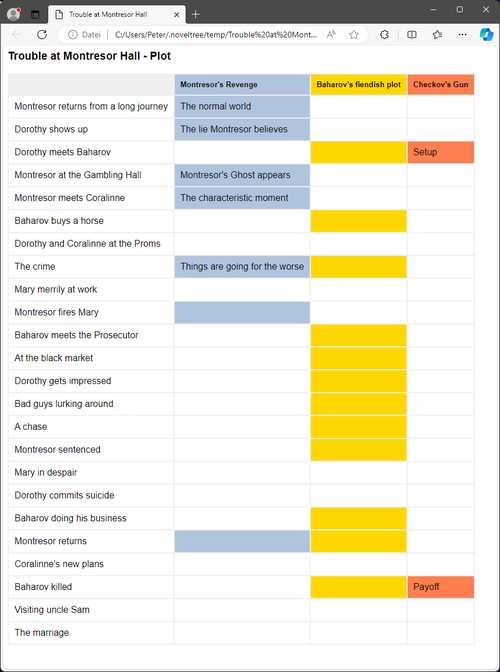 Trouble at Montresor Hall
Datei C:/Users/Peter/.noveltree/temp/Trouble%20at%20Mont...
Trouble at Montresor Hall - Plot
Montresor's Revenge Baharov's fiendish plot Checkov's Gun
Montresor returns from a long journey The normal world
Dorothy shows up The lie Montresor believes
Dorothy meets Baharov Setup
Montresor at the Gambling Hall Montresor's Ghost appears
Montresor meets Coralinne The characteristic moment
Baharov buys a horse
Dorothy and Coralinne at the Proms
The crime Things are going for the worse
Mary merrily at work
Montresor fires Mary
Baharov meets the Prosecutor
At the black market
Dorothy gets impressed
Bad guys lurking around
A chase
Montresor sentenced
Mary in despair
Dorothy commits suicide
Baharov doing his business
Montresor returns
Coralinne's new plans
Baharov killed Payoff
Visiting uncle Sam
The marriage